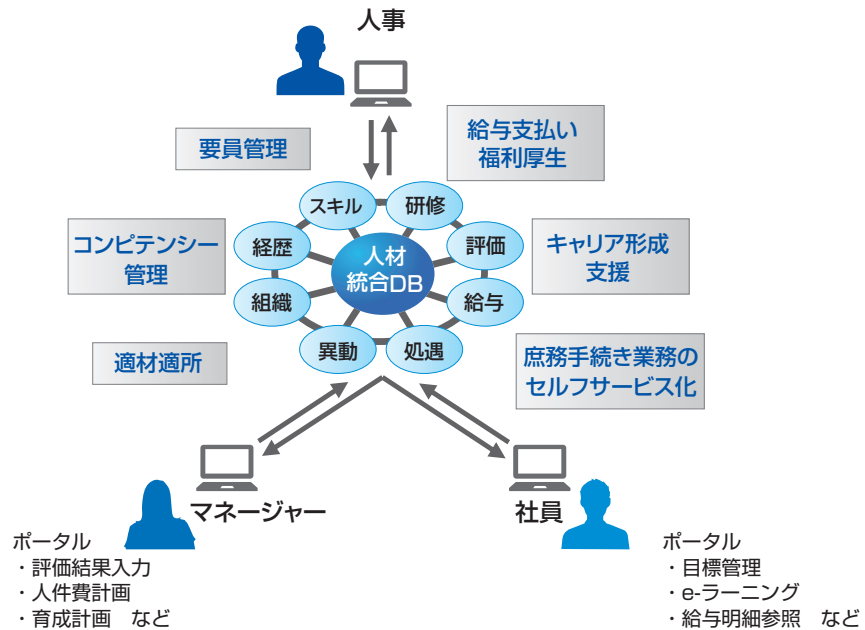 人事
要員管理
給与支払い
福利厚生
スキル
研修
コンピテンシー
管理
経歴
人材
統合DB
評価
キャリア形成
支援
組織
給与
適材適所
異動
処遇
庶務手続き業務の
セルフサービス化
マネージャー
社員
ポータル
・評価結果入力
・人件費計画
・育成計画　など
ポータル
・目標管理
・e-ラーニング
・給与明細参照　など